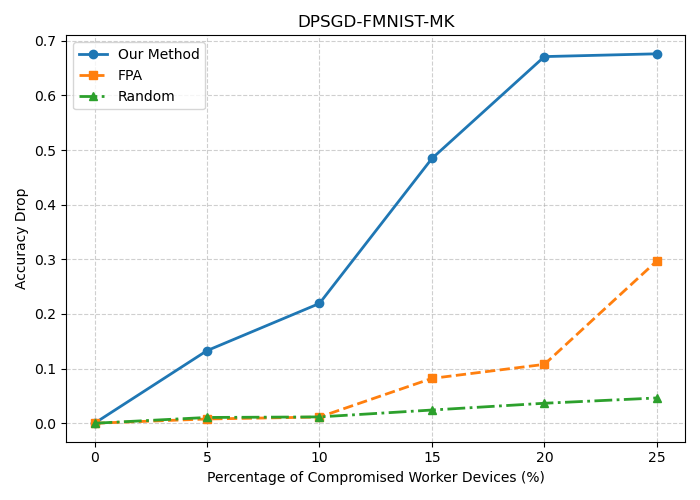 DPSGD-FMNIST-MK
Our Method
FPA
Random
Accuracy Drop
0.7
0.6
0.5
0.4
0.3
0.2
0.1
0.0
0 5 10 15 20 25
Percentage of Compromised Worker Devices (%)